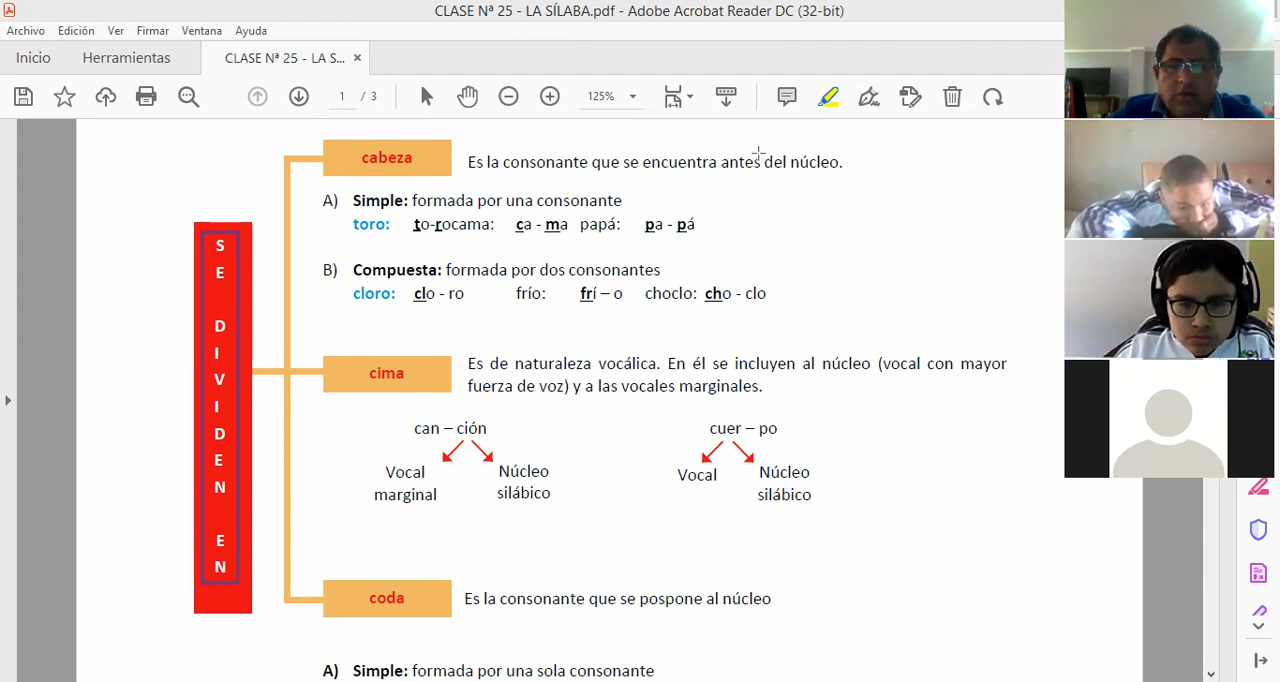 CLASE Nª 25 - LA SÍLABA.pdf - Adobe Acrobat Reader DC (32-bit)
Archivo Edición Ver Firmar Ventana Ayuda
Inicio Herramientas CLASE Nª 25 - LA S... ×
1 / 3 125%
SE DIVIDEN EN
cabeza Es la consonante que se encuentra antes del núcleo.
A) Simple: formada por una consonante
toro: to-rocama: ca - ma papá: pa - pá
B) Compuesta: formada por dos consonantes
cloro: clo - ro frío: frí – o choclo: cho - clo
cima Es de naturaleza vocálica. En él se incluyen al núcleo (vocal con mayor
fuerza de voz) y a las vocales marginales.
can – ción cuer – po
Vocal Núcleo Vocal Núcleo
marginal silábico silábico
coda Es la consonante que se pospone al núcleo
A) Simple: formada por una sola consonante